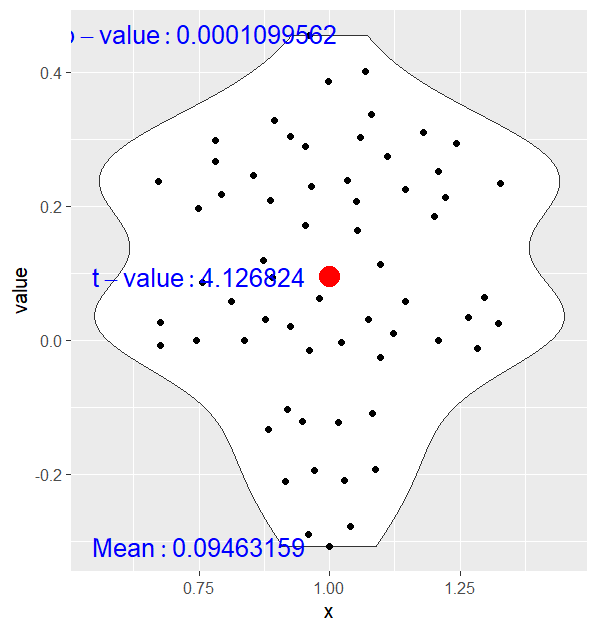 – value : 0.0001099562
0.4
0.2
t – value : 4.126824
0.0
-0.2
Mean : 0.09463159
value
0.75 1.00 1.25
x